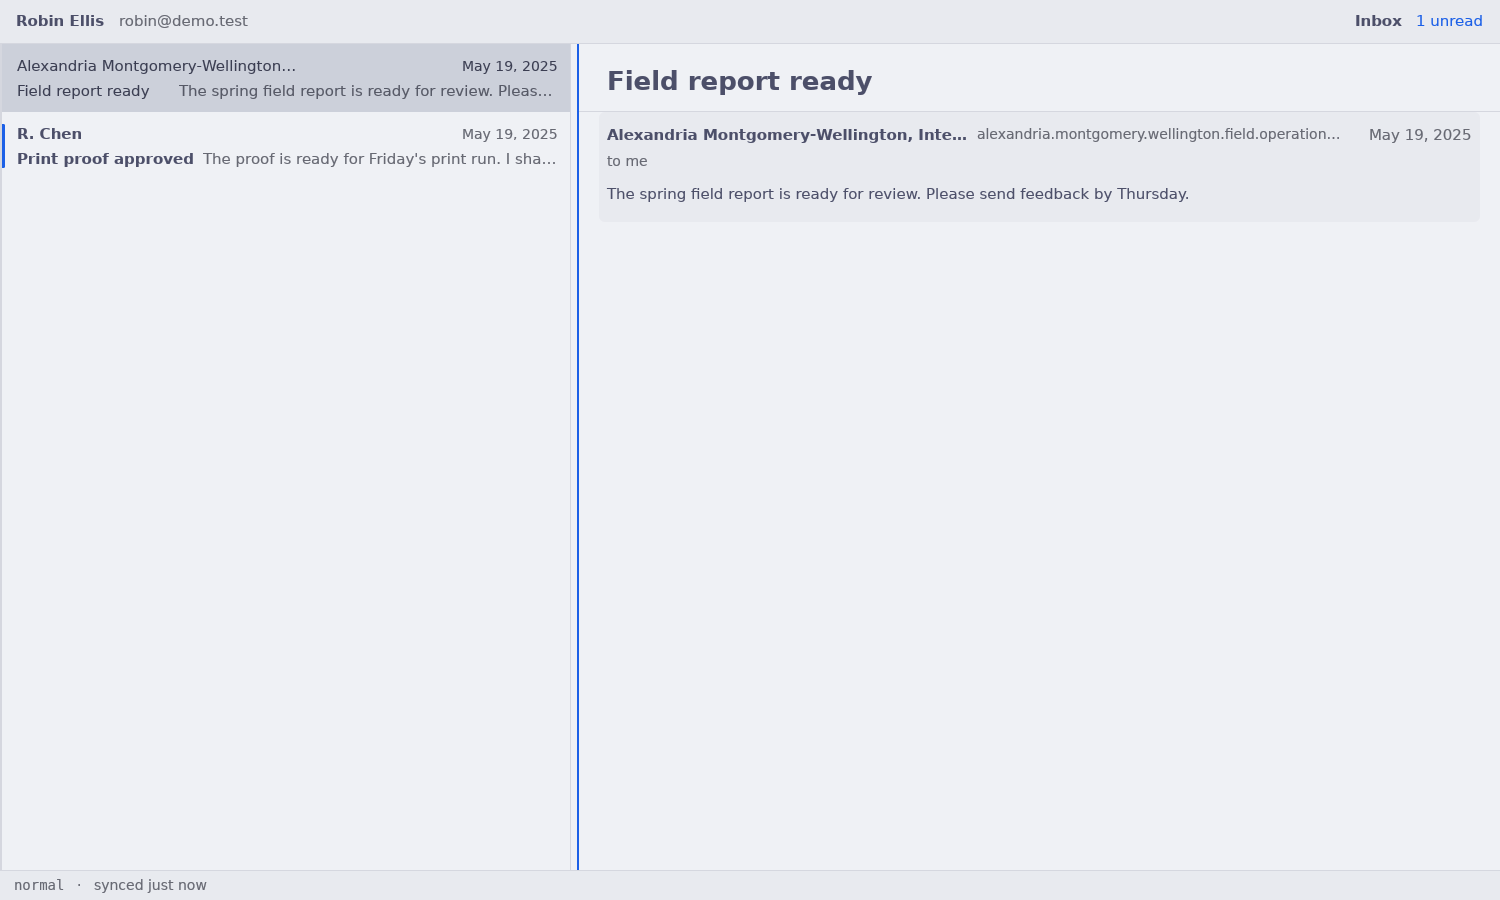 Robin Ellis robin@demo.test Inbox 1 unread
Alexandria Montgomery-Wellington… May 19, 2025
Field report ready The spring field report is ready for review. Pleas…
R. Chen May 19, 2025
Print proof approved The proof is ready for Friday's print run. I sha…
Field report ready
Alexandria Montgomery-Wellington, Inte… alexandria.montgomery.wellington.field.operation… May 19, 2025
to me
The spring field report is ready for review. Please send feedback by Thursday.
normal · synced just now